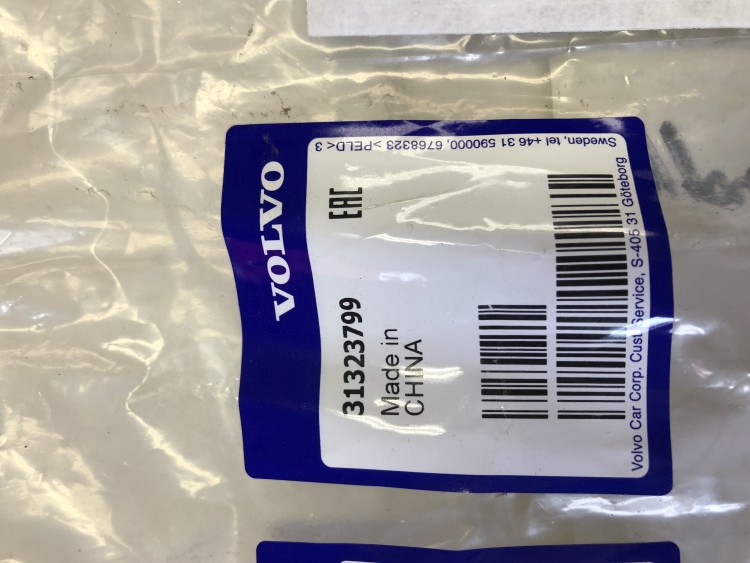 VOLVO
31323799
EAC
Made in
CHINA
Volvo Car Corp. Cust Service, S-405 31 Göteborg
Sweden, tel +46 31 590000, 6768323 >PELD< 3